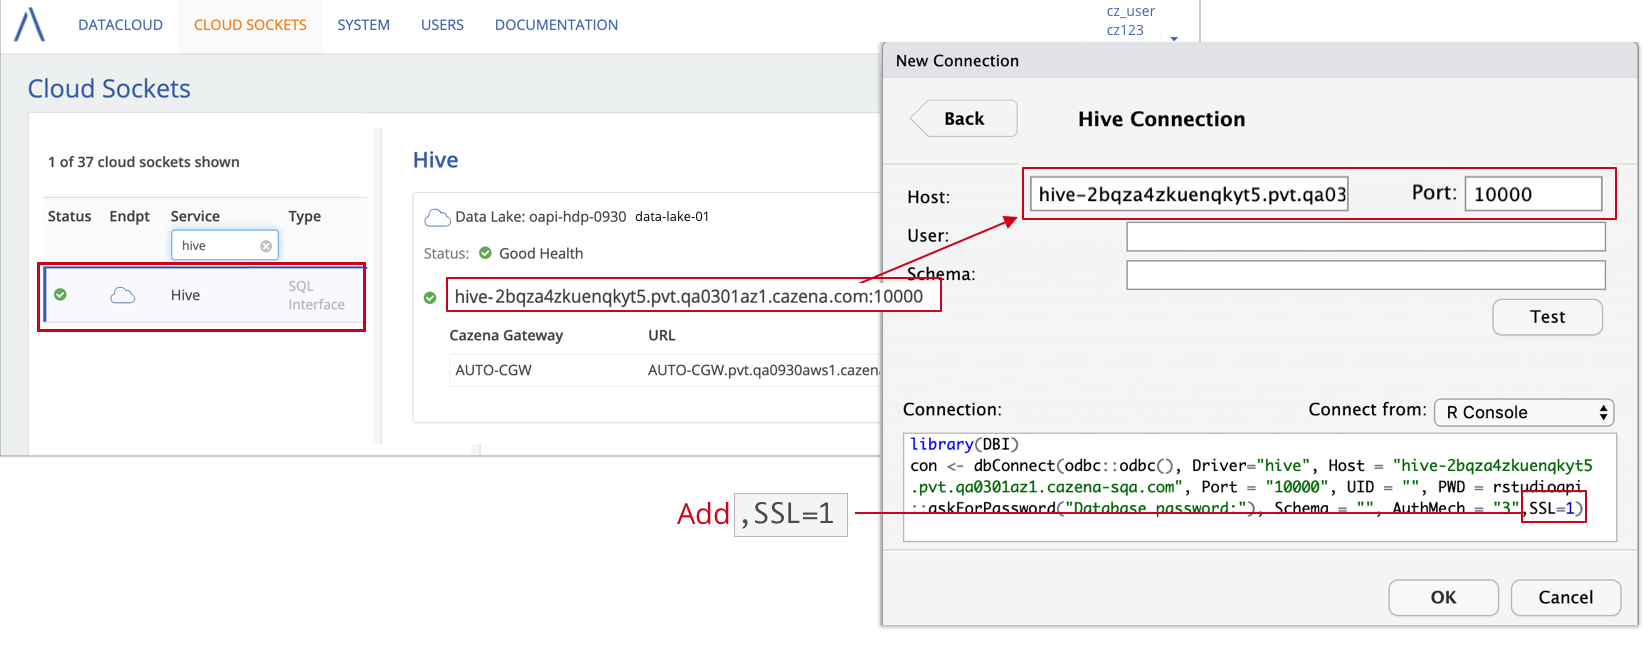 DATACLOUD CLOUD SOCKETS SYSTEM USERS DOCUMENTATION
cz_user
cz123
Cloud Sockets
1 of 37 cloud sockets shown
Status Endpt Service Type
hive
Hive SQL Interface
Hive
Data Lake: oapi-hdp-0930 data-lake-01
Status: Good Health
hive-2bqza4zkuenqkyt5.pvt.qa0301az1.cazena.com:10000
Cazena Gateway URL
AUTO-CGW AUTO-CGW.pvt.qa0930aws1.cazena
New Connection
Back Hive Connection
Host: hive-2bqza4zkuenqkyt5.pvt.qa03 Port: 10000
User:
Schema:
Test
Connection: Connect from: R Console
library(DBI)
con <- dbConnect(odbc::odbc(), Driver="hive", Host = "hive-2bqza4zkuenqkyt5
.pvt.qa0301az1.cazena-sqa.com", Port = "10000", UID = "", PWD = rstudioapi
::askForPassword("Database password:"), Schema = "", AuthMech = "3",SSL=1)
Add ,SSL=1
OK Cancel